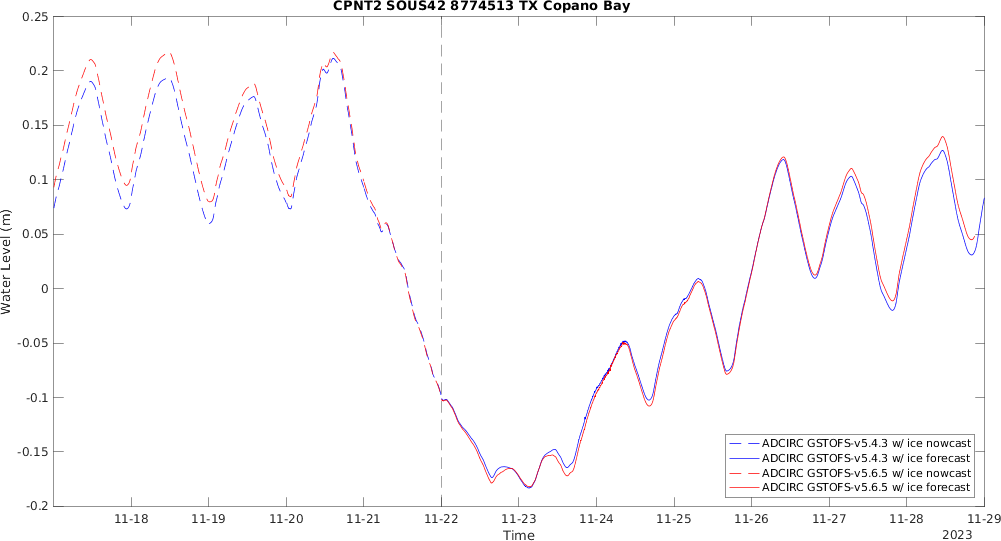 CPNT2 SOUS42 8774513 TX Copano Bay
0.25
0.2
0.15
0.1
0.05
0
-0.05
-0.1
-0.15
-0.2
Water Level (m)
ADCIRC GSTOFS-v5.4.3 w/ ice nowcast
ADCIRC GSTOFS-v5.4.3 w/ ice forecast
ADCIRC GSTOFS-v5.6.5 w/ ice nowcast
ADCIRC GSTOFS-v5.6.5 w/ ice forecast
11-18 11-19 11-20 11-21 11-22 11-23 11-24 11-25 11-26 11-27 11-28 11-29
Time
2023